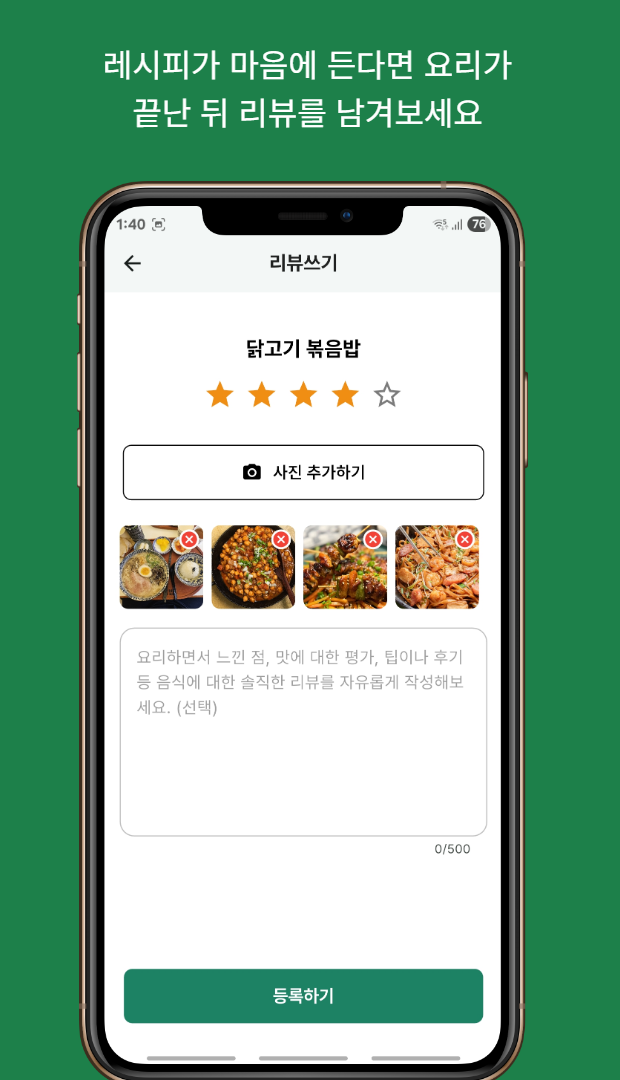 레시피가 마음에 든다면 요리가
끝난 뒤 리뷰를 남겨보세요
1:40
76
리뷰쓰기
닭고기 볶음밥
사진 추가하기
요리하면서 느낀 점, 맛에 대한 평가, 팁이나 후기
등 음식에 대한 솔직한 리뷰를 자유롭게 작성해보
세요. (선택)
0/500
등록하기